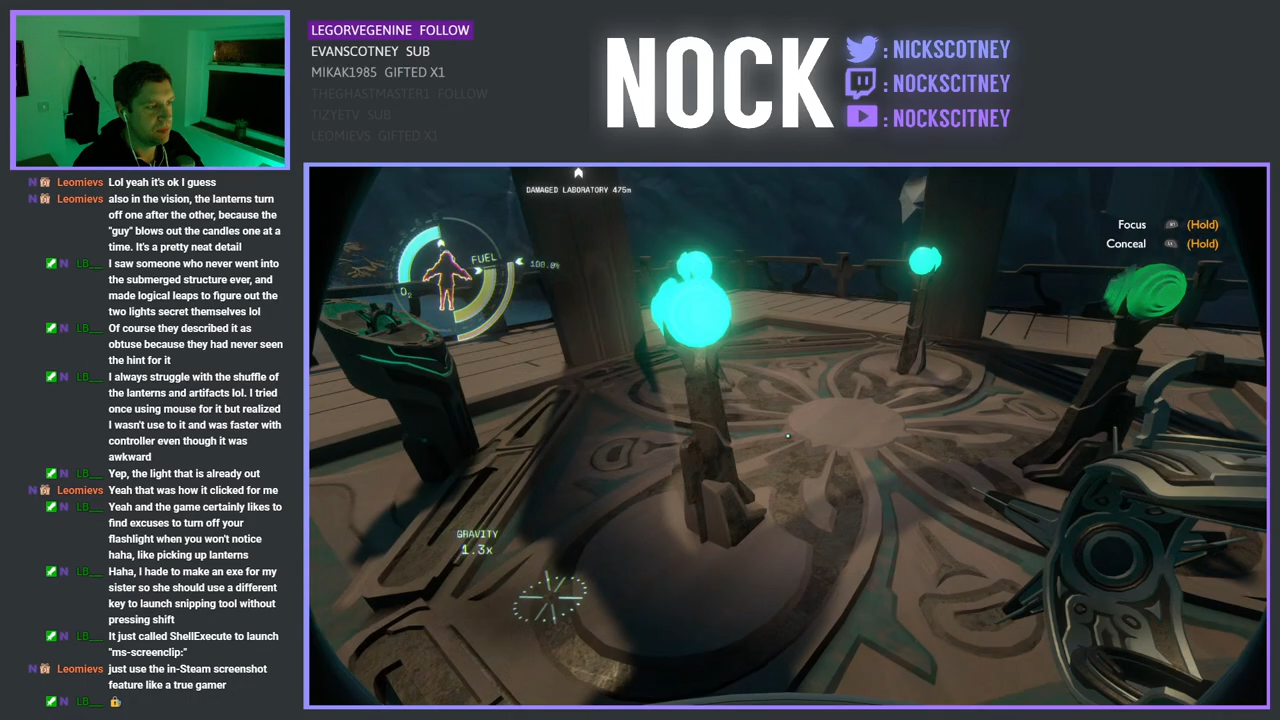 LEGORVEGENINE FOLLOW
EVANSCOTNEY SUB
MIKAK1985 GIFTED X1
THEGHASTMASTER1 FOLLOW
TIZYETV SUB
LEOMIEVS GIFTED X1
NOCK
: NICKSCOTNEY
: NOCKSCITNEY
: NOCKSCITNEY
Leomievs Lol yeah it's ok I guess
Leomievs also in the vision, the lanterns turn
off one after the other, because the
"guy" blows out the candles one at a
time. It's a pretty neat detail
LB__ I saw someone who never went into
the submerged structure ever, and
made logical leaps to figure out the
two lights secret themselves lol
LB__ Of course they described it as
obtuse because they had never seen
the hint for it
LB__ I always struggle with the shuffle of
the lanterns and artifacts lol. I tried
once using mouse for it but realized
I wasn't use to it and was faster with
controller even though it was
awkward
LB__ Yep, the light that is already out
Leomievs Yeah that was how it clicked for me
LB__ Yeah and the game certainly likes to
find excuses to turn off your
flashlight when you won't notice
haha, like picking up lanterns
LB__ Haha, I hade to make an exe for my
sister so she should use a different
key to launch snipping tool without
pressing shift
LB__ It just called ShellExecute to launch
"ms-screenclip:"
Leomievs just use the in-Steam screenshot
feature like a true gamer
LB__
DAMAGED LABORATORY 475m
Focus (Hold)
Conceal (Hold)
FUEL
100.0%
O2
GRAVITY
1.3x